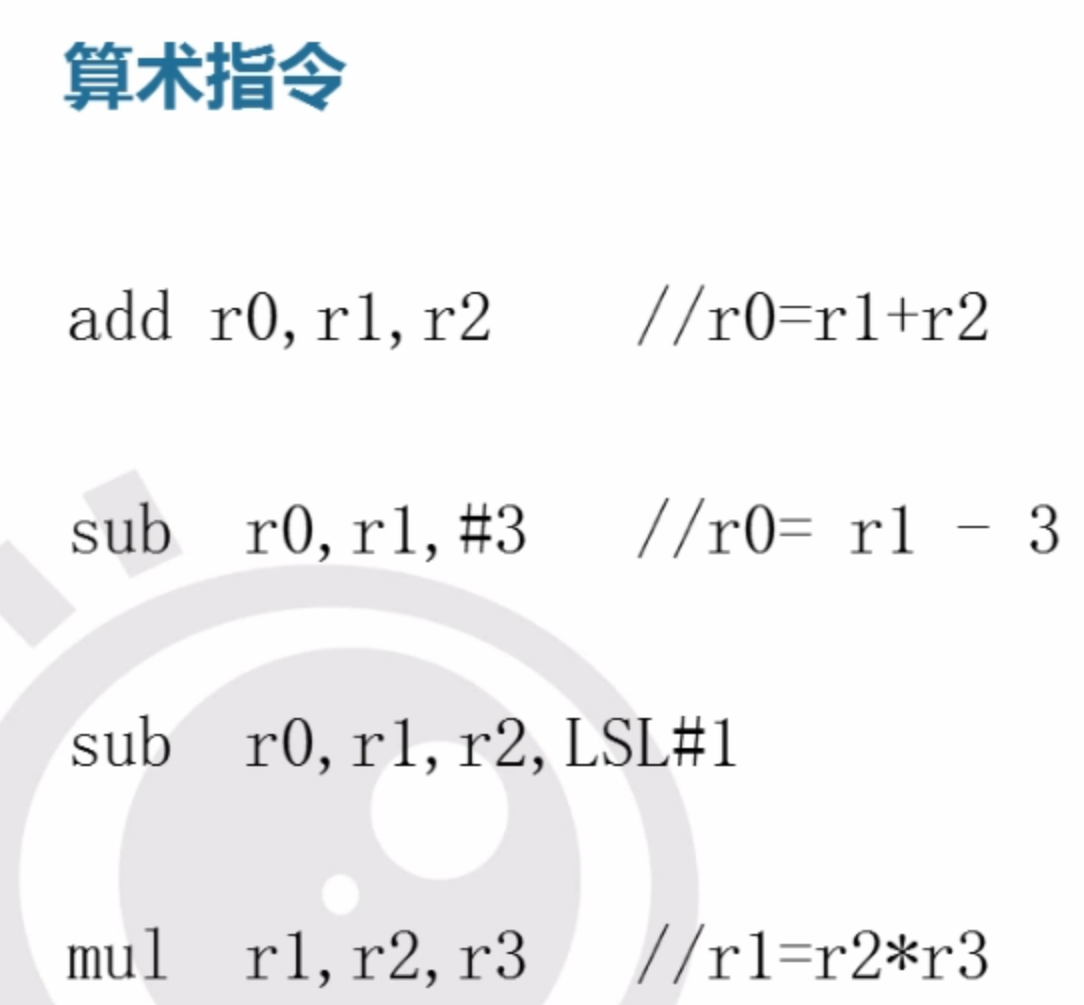 算术指令
add r0,r1,r2 //r0=r1+r2
sub r0,r1,#3 //r0= r1 - 3
sub r0,r1,r2,LSL#1
mul r1,r2,r3 //r1=r2*r3